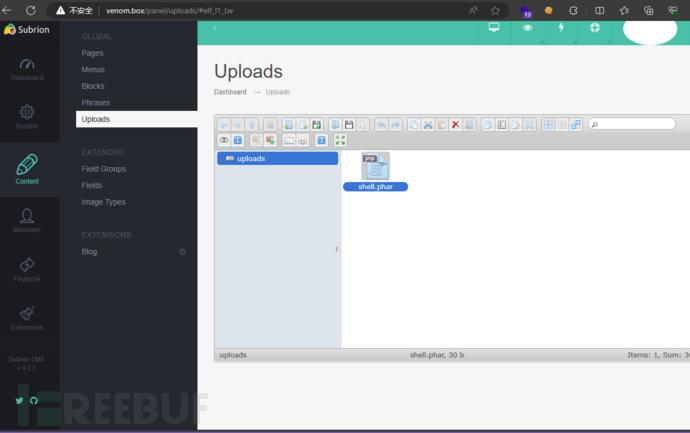 不安全 venom.box/panel/uploads/#elf_l1_Lw
Subrion
Dashboard
System
Content
Members
Financial
Extensions
Subrion CMS
v 4.2.1
GLOBAL
Pages
Menus
Blocks
Phrases
Uploads
EXTENDED
Field Groups
Fields
Image Types
EXTENSIONS
Blog
Uploads
Dashboard → Uploads
uploads
php
shell.phar
uploads
shell.phar, 30 b
Items: 1, Sum:
FREEBUF